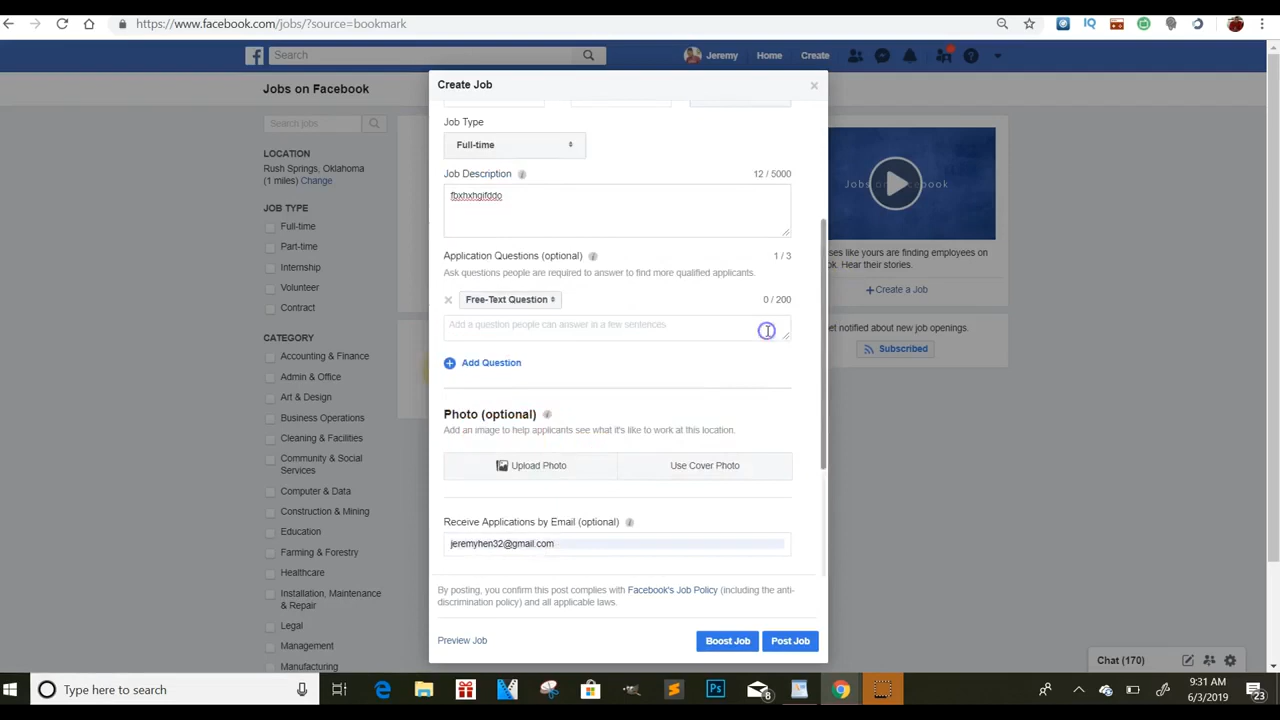 https://www.facebook.com/jobs/?source=bookmark
Search
Jeremy
Home
Create
Jobs on Facebook
Search jobs
LOCATION
Rush Springs, Oklahoma
(1 miles) Change
JOB TYPE
Full-time
Part-time
Internship
Volunteer
Contract
CATEGORY
Accounting & Finance
Admin & Office
Art & Design
Business Operations
Cleaning & Facilities
Community & Social
Services
Computer & Data
Construction & Mining
Education
Farming & Forestry
Healthcare
Installation, Maintenance
& Repair
Legal
Management
Manufacturing
Create Job
Job Type
Full-time
Job Description
12 / 5000
fbxhxhgifddo
Application Questions (optional)
1 / 3
Ask questions people are required to answer to find more qualified applicants.
Free-Text Question
0 / 200
Add a question people can answer in a few sentences
Add Question
Photo (optional)
Add an image to help applicants see what it's like to work at this location.
Upload Photo
Use Cover Photo
Receive Applications by Email (optional)
jeremyhen32@gmail.com
By posting, you confirm this post complies with Facebook's Job Policy (including the anti-
discrimination policy) and all applicable laws.
Preview Job
Boost Job
Post Job
Jobs on Facebook
ses like yours are finding employees on
ok. Hear their stories.
+Create a Job
et notified about new job openings.
Subscribed
Chat (170)
Type here to search
9:31 AM
6/3/2019
23
8